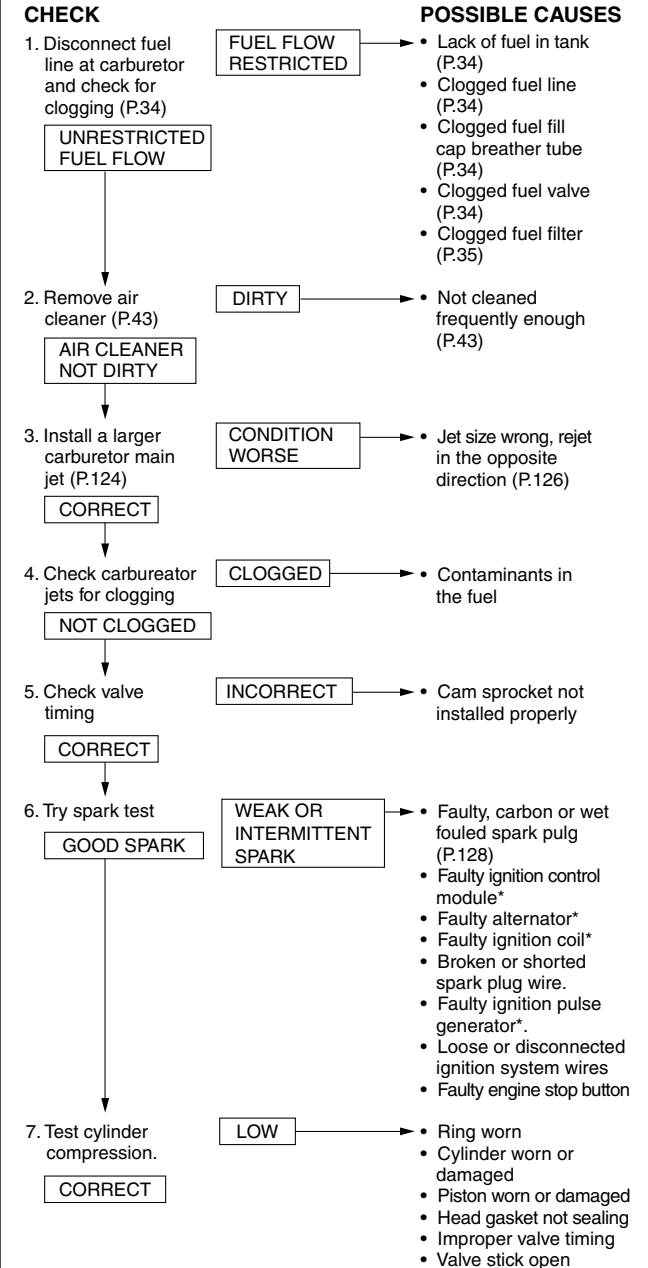 CHECK
POSSIBLE CAUSES
1. Disconnect fuel
line at carburetor
and check for
clogging (P.34)
UNRESTRICTED
FUEL FLOW
FUEL FLOW
RESTRICTED
• Lack of fuel in tank
(P.34)
• Clogged fuel line
(P.34)
• Clogged fuel fill
cap breather tube
(P.34)
• Clogged fuel valve
(P.34)
• Clogged fuel filter
(P.35)
2. Remove air
cleaner (P.43)
AIR CLEANER
NOT DIRTY
DIRTY
• Not cleaned
frequently enough
(P.43)
3. Install a larger
carburetor main
jet (P.124)
CORRECT
CONDITION
WORSE
• Jet size wrong, rejet
in the opposite
direction (P.126)
4. Check carbureator
jets for clogging
NOT CLOGGED
CLOGGED
• Contaminants in
the fuel
5. Check valve
timing
CORRECT
INCORRECT
• Cam sprocket not
installed properly
6. Try spark test
GOOD SPARK
WEAK OR
INTERMITTENT
SPARK
• Faulty, carbon or wet
fouled spark pulg
(P.128)
• Faulty ignition control
module*
• Faulty alternator*
• Faulty ignition coil*
• Broken or shorted
spark plug wire.
• Faulty ignition pulse
generator*.
• Loose or disconnected
ignition system wires
• Faulty engine stop button
7. Test cylinder
compression.
CORRECT
LOW
• Ring worn
• Cylinder worn or
damaged
• Piston worn or damaged
• Head gasket not sealing
• Improper valve timing
• Valve stick open